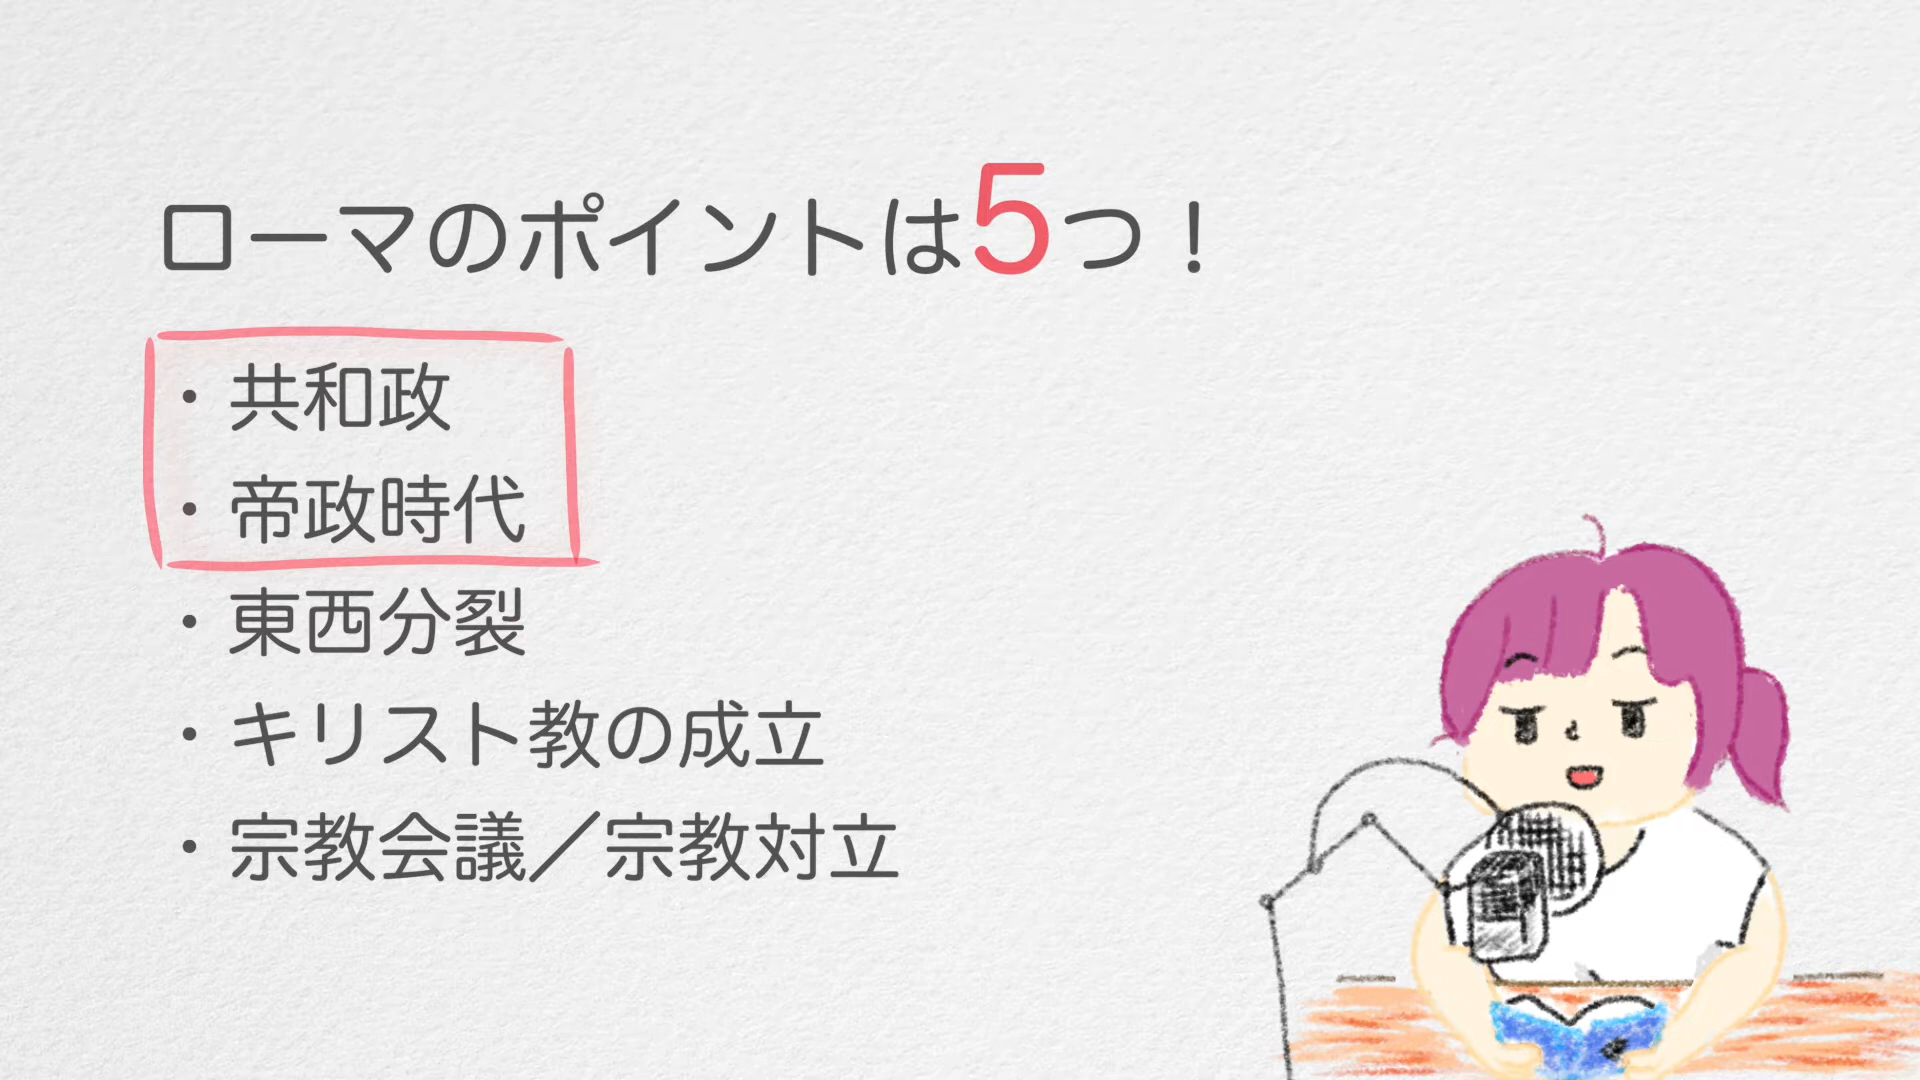 ローマのポイントは5つ！
・共和政
・帝政時代
・東西分裂
・キリスト教の成立
・宗教会議／宗教対立